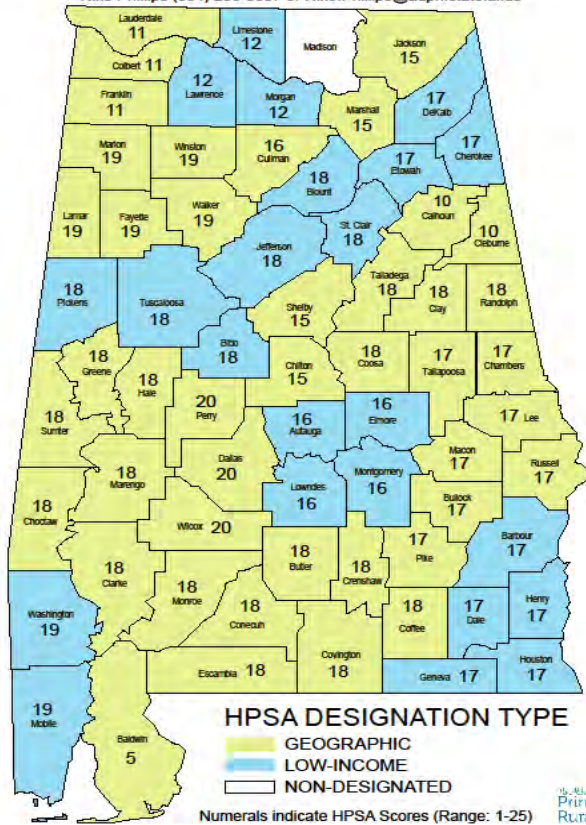 Lauderdale
11
Limestone
12
Madison
Jackson
15
Colbert 11
Franklin
11
12
Lawrence
Morgan
12
Marshall
15
17
DeKalb
17
Cherokee
Marion
19
Winston
19
16
Cullman
18
Blount
17
Etowah
Lamar
19
Fayette
19
Walker
19
Jefferson
18
St. Clair
18
10
Calhoun
10
Cleburne
18
Pickens
Tuscaloosa
18
Shelby
15
Talladega
18
18
Clay
18
Randolph
Bibb
18
18
Greene
18
Hale
20
Perry
Chilton
15
18
Coosa
17
Tallapoosa
17
Chambers
18
Sumter
16
Autauga
16
Elmore
17 Lee
Macon
17
Russell
17
Dallas
20
18
Marengo
Lowndes
16
Montgomery
16
Bullock
17
18
Choctaw
Wilcox 20
18
Butler
18
Crenshaw
17
Pike
Barbour
17
18
Clarke
18
Monroe
18
Conecuh
Washington
19
18
Coffee
17
Dale
Henry
17
Covington
18
Escambia 18
Geneva 17
Houston
17
19
Mobile
Baldwin
5
HPSA DESIGNATION TYPE
GEOGRAPHIC
LOW-INCOME
NON-DESIGNATED
Numerals indicate HPSA Scores (Range: 1-25)